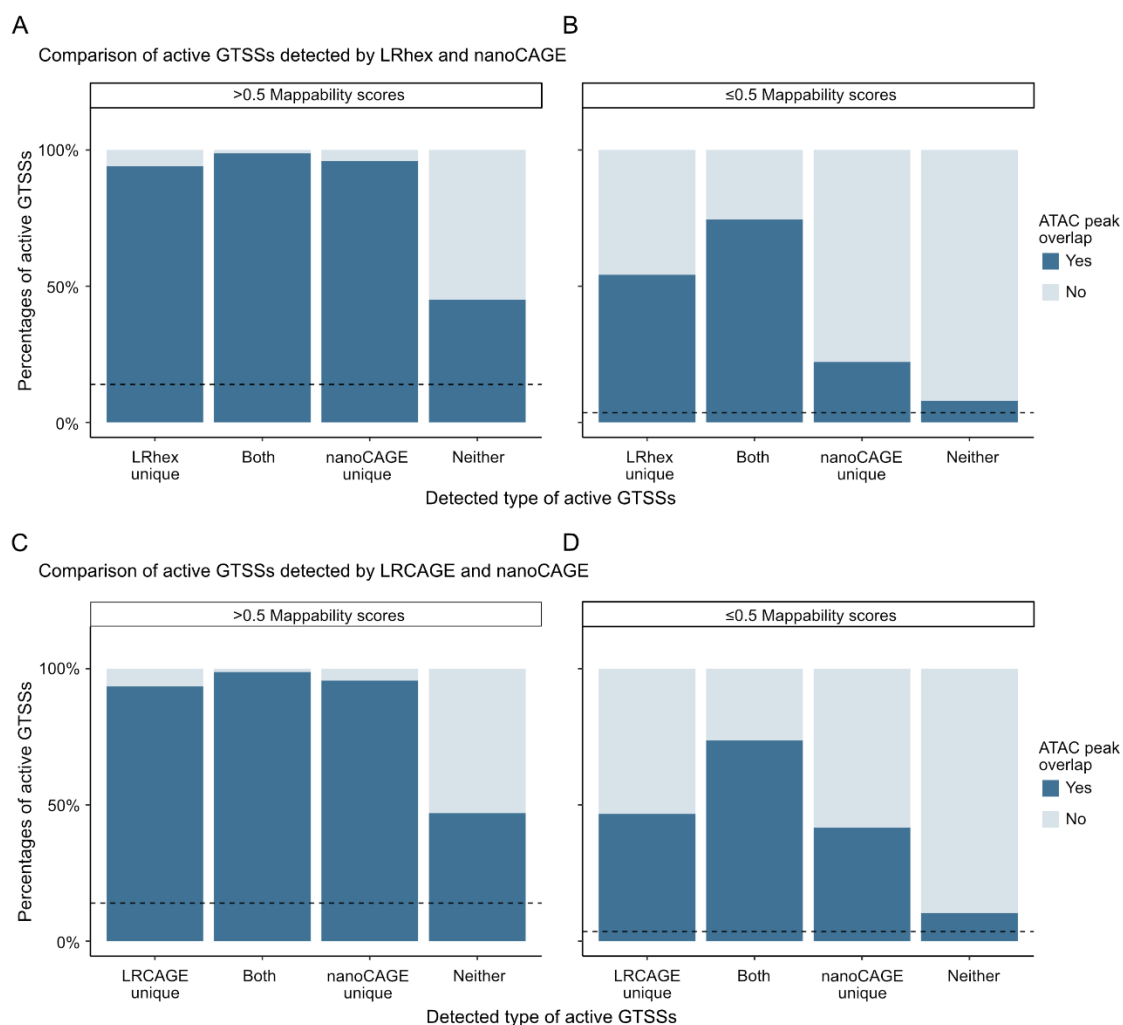 A
B
Comparison of active GTSSs detected by LRhex and nanoCAGE
>0.5 Mappability scores
≤0.5 Mappability scores
Percentages of active GTSSs
100%
50%
0%
ATAC peak
overlap
Yes
No
LRhex
unique
Both
nanoCAGE
unique
Neither
LRhex
unique
Both
nanoCAGE
unique
Neither
Detected type of active GTSSs
C
D
Comparison of active GTSSs detected by LRCAGE and nanoCAGE
>0.5 Mappability scores
≤0.5 Mappability scores
Percentages of active GTSSs
100%
50%
0%
ATAC peak
overlap
Yes
No
LRCAGE
unique
Both
nanoCAGE
unique
Neither
LRCAGE
unique
Both
nanoCAGE
unique
Neither
Detected type of active GTSSs